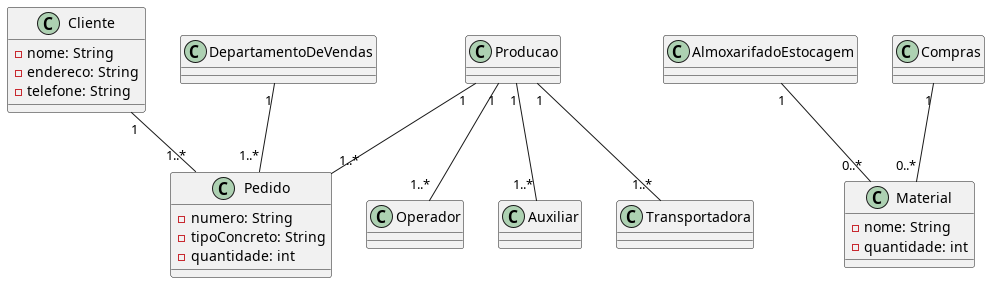 C Cliente
nome: String
endereco: String
telefone: String
C DepartamentoDeVendas
C Producao
C AlmoxarifadoEstocagem
C Compras
1
1
1
1
1
1
1
1
1..*
1..*
1..*
1..*
1..*
1..*
0..*
0..*
C Pedido
numero: String
tipoConcreto: String
quantidade: int
C Operador
C Auxiliar
C Transportadora
C Material
nome: String
quantidade: int